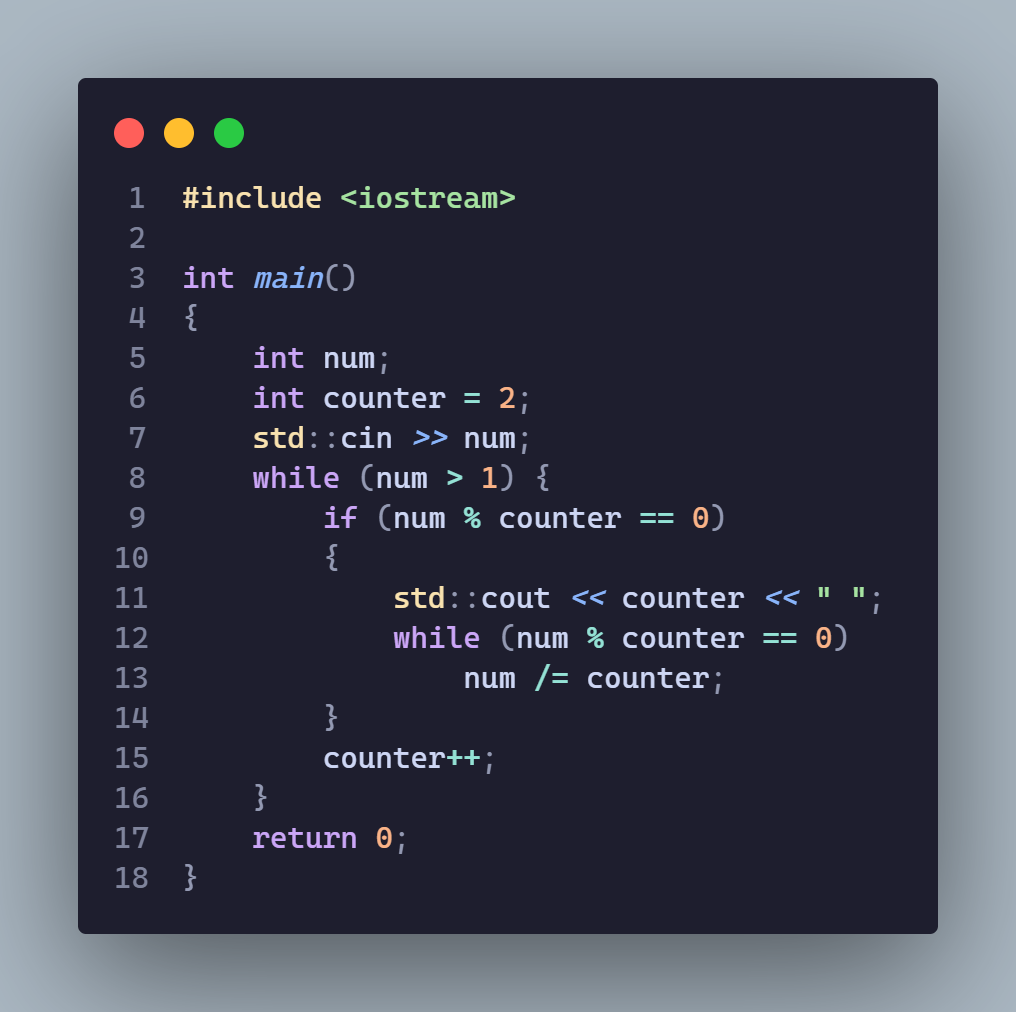 1 #include <iostream>
2
3 int main()
4 {
5     int num;
6     int counter = 2;
7     std::cin >> num;
8     while (num > 1) {
9         if (num % counter == 0)
10         {
11             std::cout << counter << " ";
12             while (num % counter == 0)
13                 num /= counter;
14         }
15         counter++;
16     }
17     return 0;
18 }